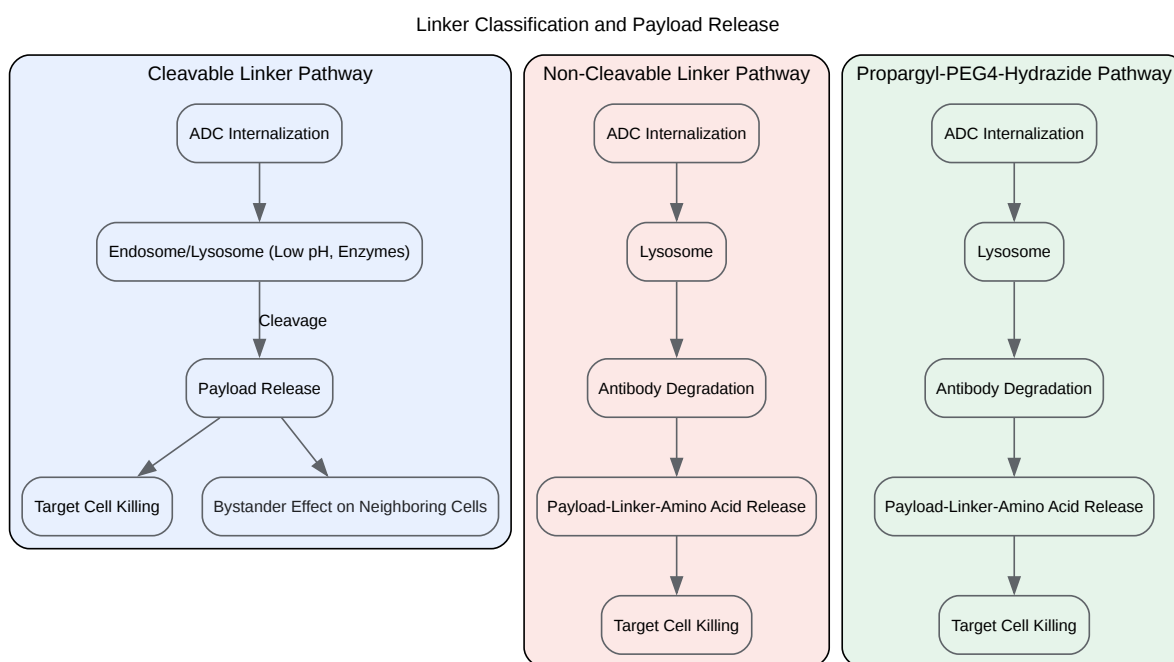 Linker Classification and Payload Release
Cleavable Linker Pathway
ADC Internalization
Endosome/Lysosome (Low pH, Enzymes)
Cleavage
Payload Release
Target Cell Killing
Bystander Effect on Neighboring Cells
Non-Cleavable Linker Pathway
ADC Internalization
Lysosome
Antibody Degradation
Payload-Linker-Amino Acid Release
Target Cell Killing
Propargyl-PEG4-Hydrazide Pathway
ADC Internalization
Lysosome
Antibody Degradation
Payload-Linker-Amino Acid Release
Target Cell Killing